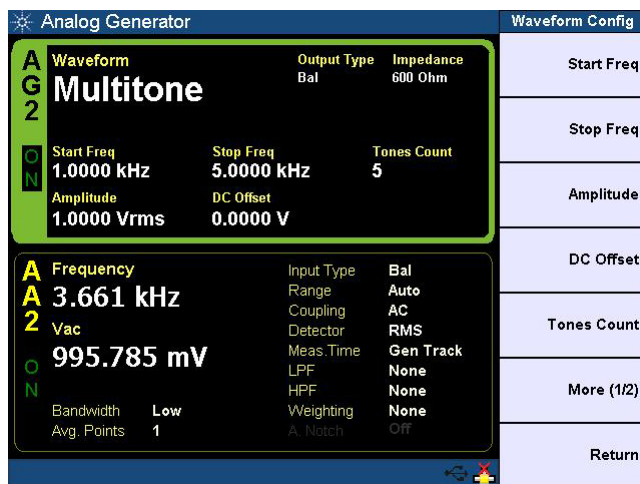 Analog Generator
Waveform Config
AG2
ON
Waveform
Output Type Impedance
Multitone
Bal 600 Ohm
Start Freq Stop Freq Tones Count
1.0000 kHz 5.0000 kHz 5
Amplitude DC Offset
1.0000 Vrms 0.0000 V
AA2
ON
Frequency
3.661 kHz
Vac
995.785 mV
Bandwidth Low
Avg. Points 1
Input Type Bal
Range Auto
Coupling AC
Detector RMS
Meas.Time Gen Track
LPF None
HPF None
Weighting None
A. Notch Off
Start Freq
Stop Freq
Amplitude
DC Offset
Tones Count
More (1/2)
Return